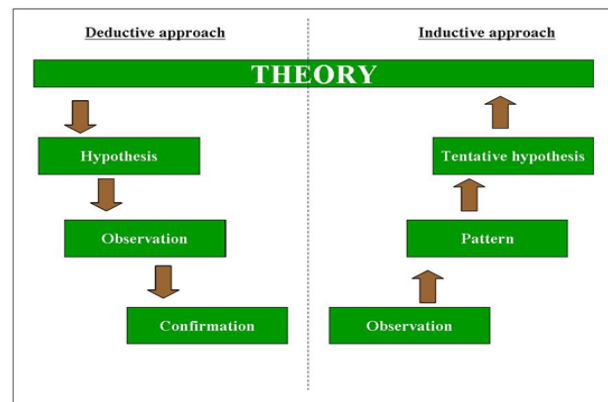 Deductive approach
Inductive approach
THEORY
Hypothesis
Tentative hypothesis
Observation
Pattern
Confirmation
Observation